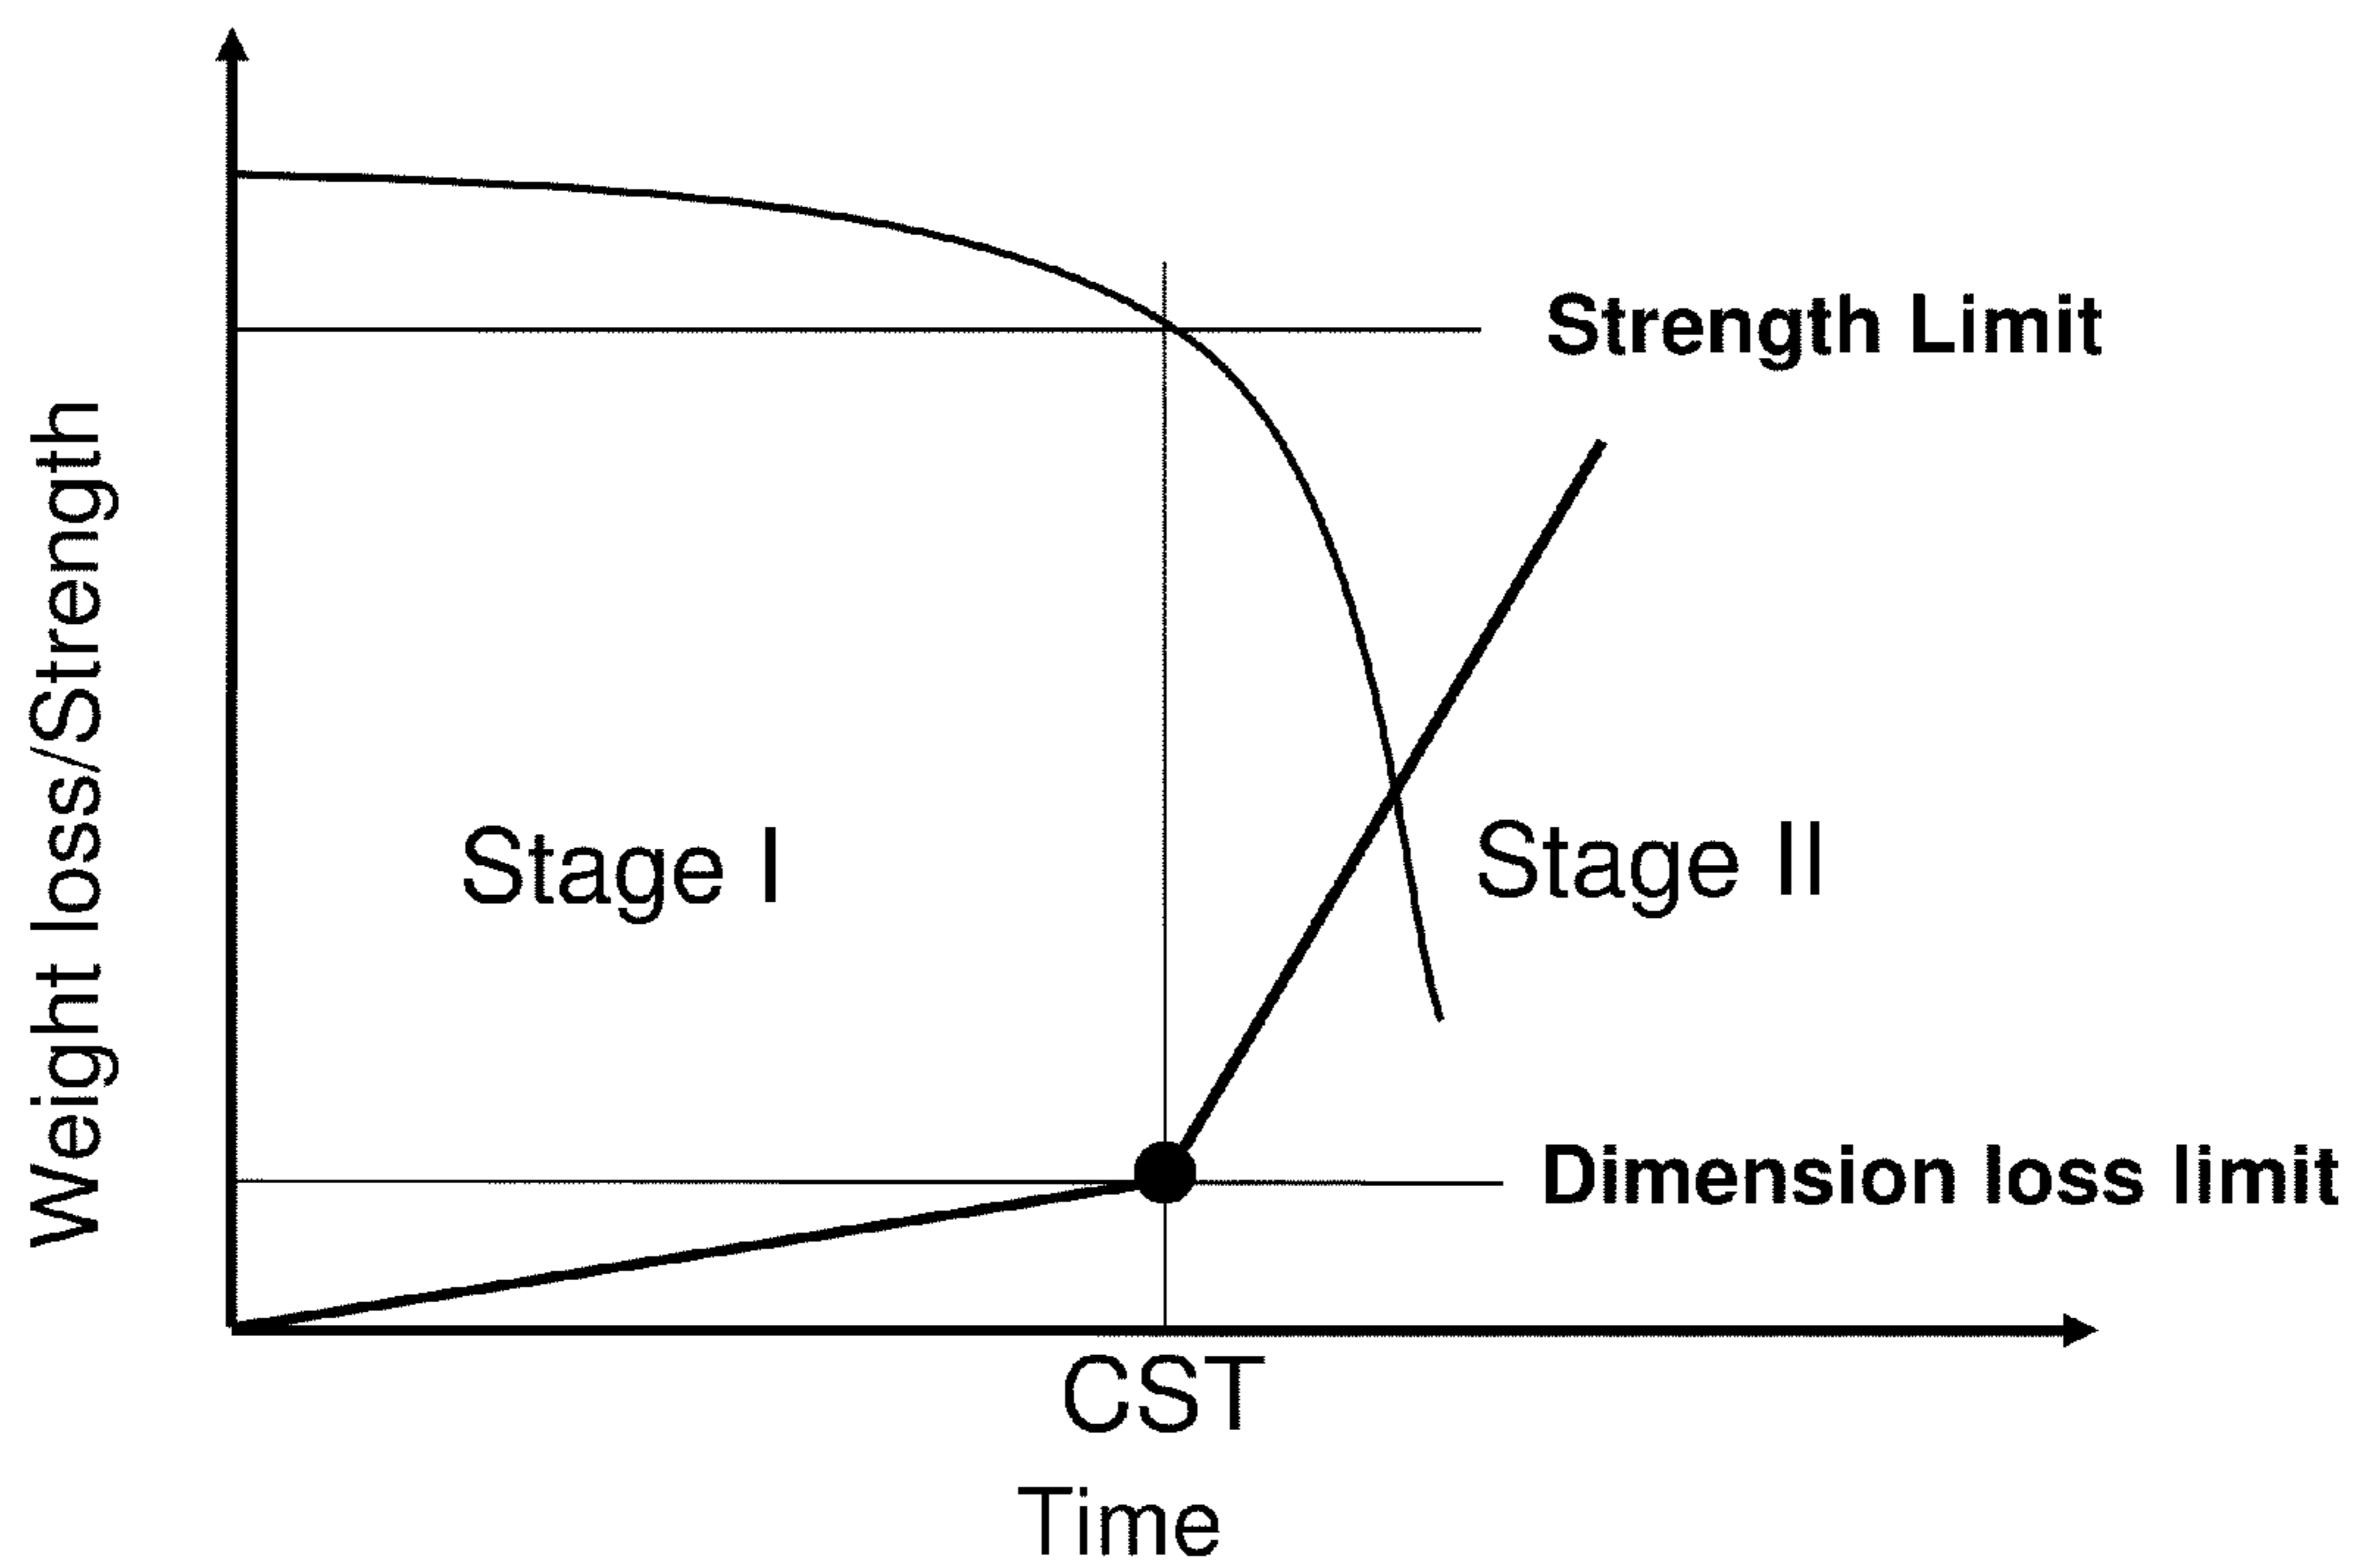 Weight loss/Strength
Strength Limit
Stage I
Stage II
Dimension loss limit
CST
Time